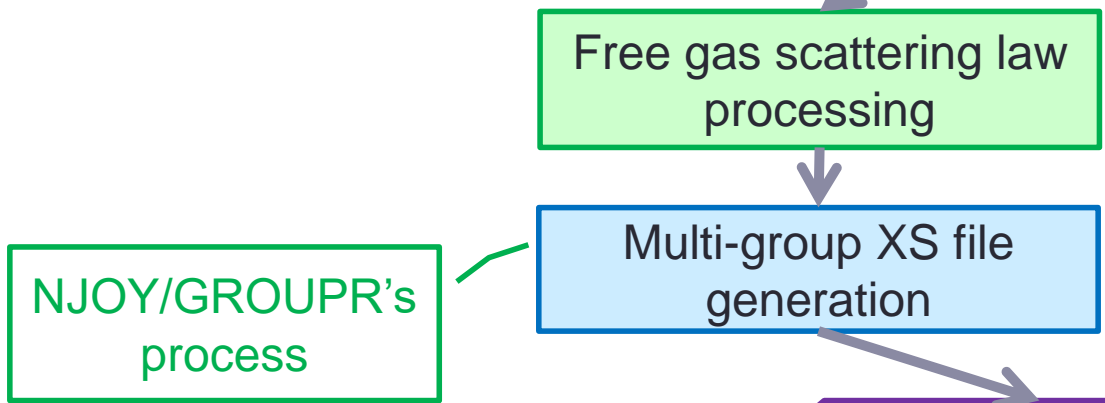 Free gas scattering law
processing
Multi-group XS file
generation
NJOY/GROUPR’s
process